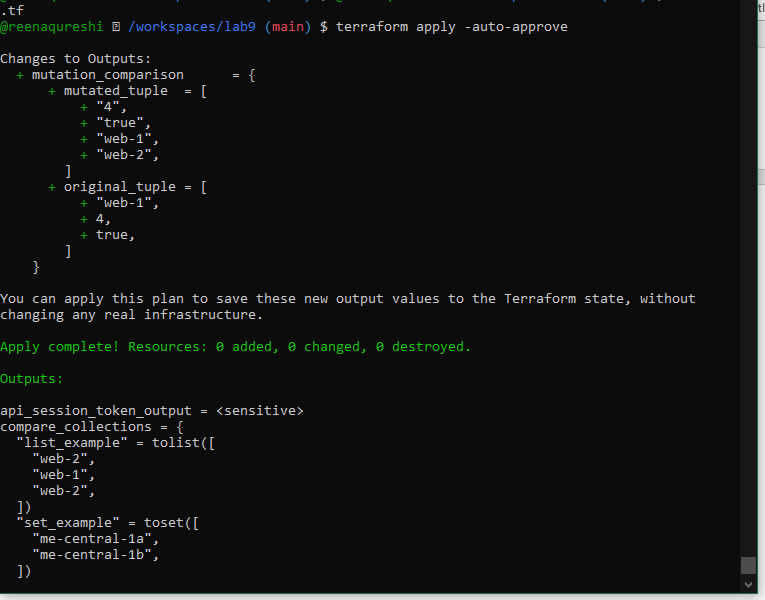 .tf
@reenaqureshi /workspaces/lab9 (main) $ terraform apply -auto-approve

Changes to Outputs:
  + mutation_comparison      = {
      + mutated_tuple  = [
          + "4",
          + "true",
          + "web-1",
          + "web-2",
        ]
      + original_tuple = [
          + "web-1",
          + 4,
          + true,
        ]
    }

You can apply this plan to save these new output values to the Terraform state, without
changing any real infrastructure.

Apply complete! Resources: 0 added, 0 changed, 0 destroyed.

Outputs:

api_session_token_output = <sensitive>
compare_collections = {
  "list_example" = tolist([
    "web-2",
    "web-1",
    "web-2",
  ])
  "set_example" = toset([
    "me-central-1a",
    "me-central-1b",
  ])